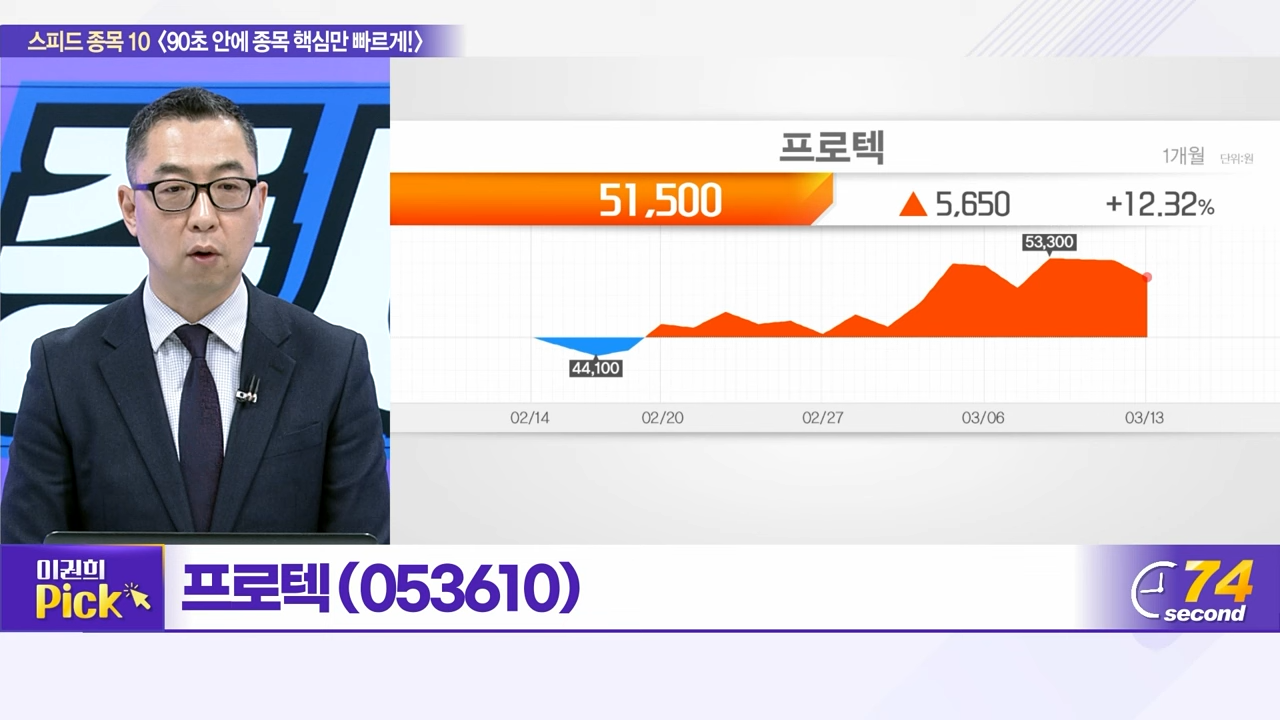 스피드 종목 10 〈90초 안에 종목 핵심만 빠르게!〉
프로텍
1개월 단위:원
51,500 ▲ 5,650 +12.32%
53,300
44,100
02/14 02/20 02/27 03/06 03/13
이권희
Pick
프로텍(053610)
74
second